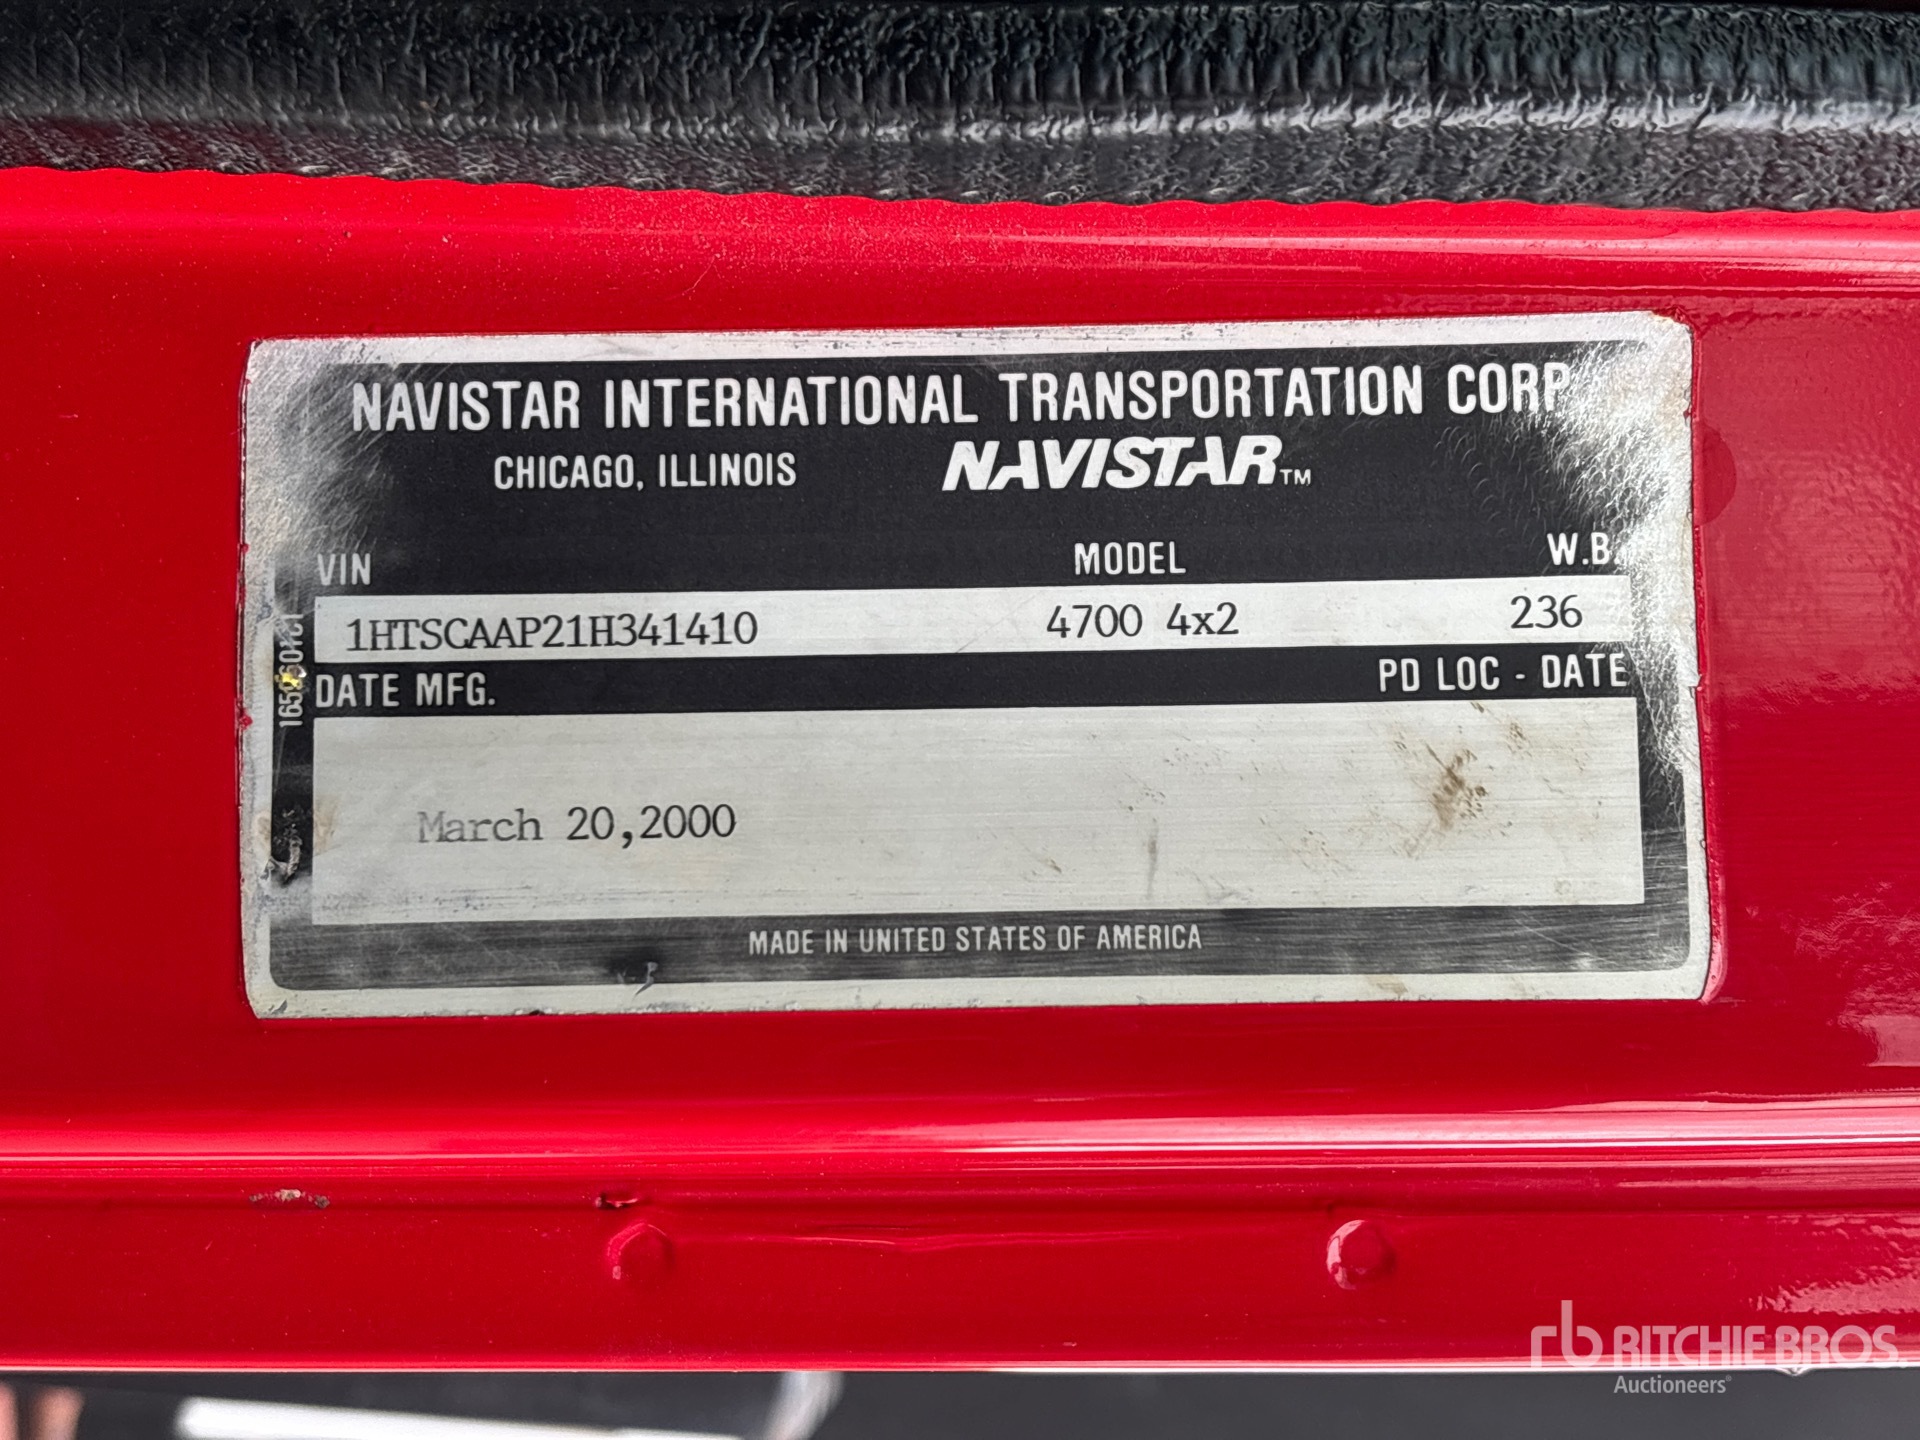 NAVISTAR INTERNATIONAL TRANSPORTATION CORP.
CHICAGO, ILLINOIS NAVISTAR™
VIN MODEL W.B.
1HTSCAAP21H341410 4700 4x2 236
DATE MFG. PD LOC - DATE
March 20,2000
MADE IN UNITED STATES OF AMERICA
rb RITCHIE BROS.
Auctioneers®